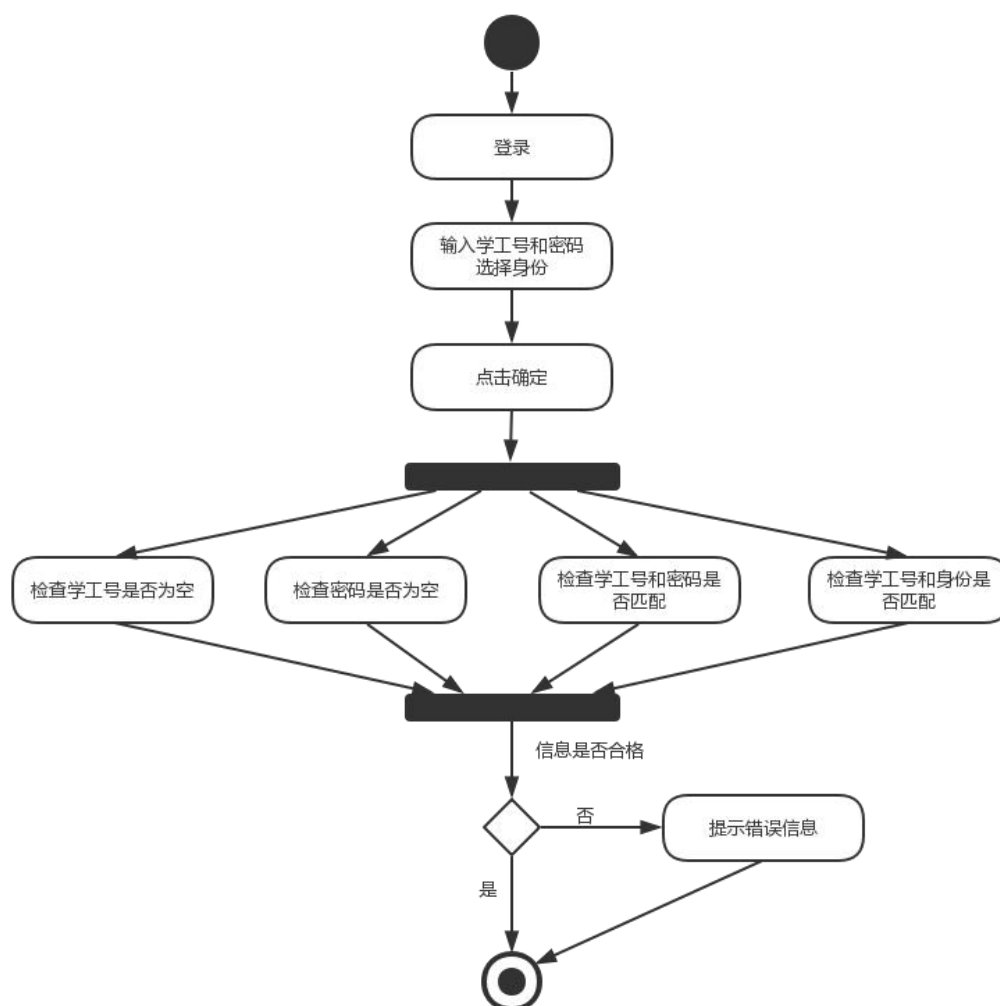 登录
输入学工号和密码
选择身份
点击确定
检查学工号是否为空
检查密码是否为空
检查学工号和密码是
否匹配
检查学工号和身份是
否匹配
信息是否合格
否
提示错误信息
是